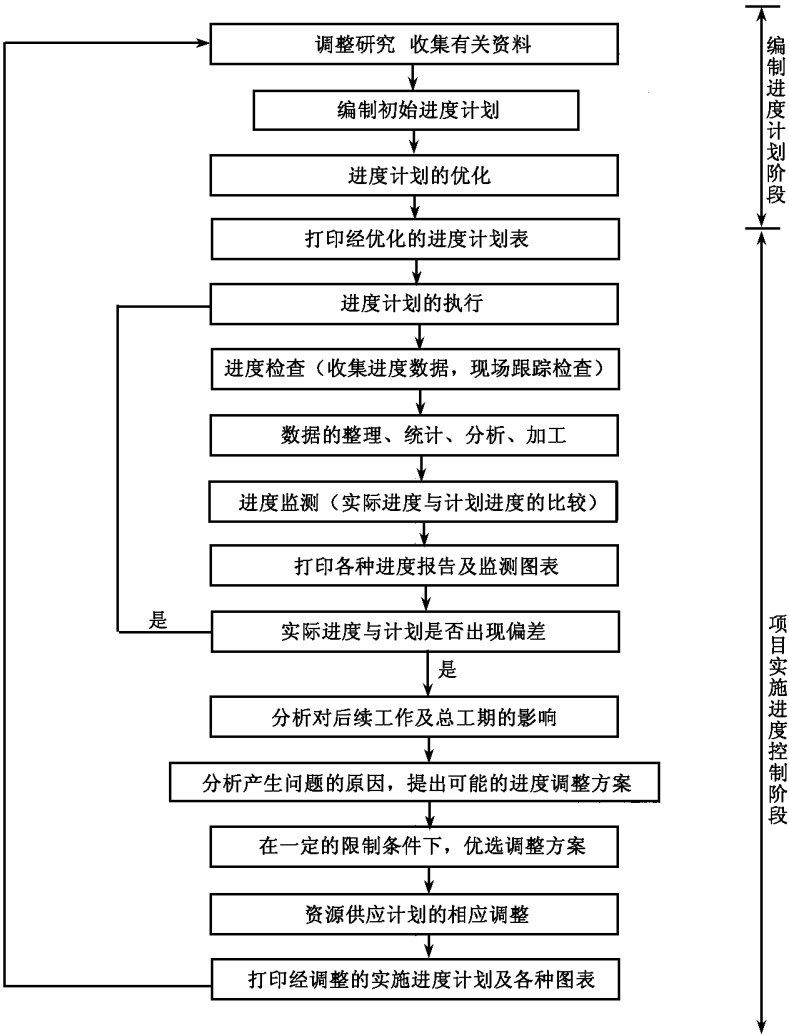 调整研究 收集有关资料
编制初始进度计划
进度计划的优化
打印经优化的进度计划表
进度计划的执行
进度检查（收集进度数据，现场跟踪检查）
数据的整理、统计、分析、加工
进度监测（实际进度与计划进度的比较）
打印各种进度报告及监测图表
是
实际进度与计划是否出现偏差
是
分析对后续工作及总工期的影响
分析产生问题的原因，提出可能的进度调整方案
在一定的限制条件下，优选调整方案
资源供应计划的相应调整
打印经调整的实施进度计划及各种图表
编制进度计划阶段
项目实施进度控制阶段